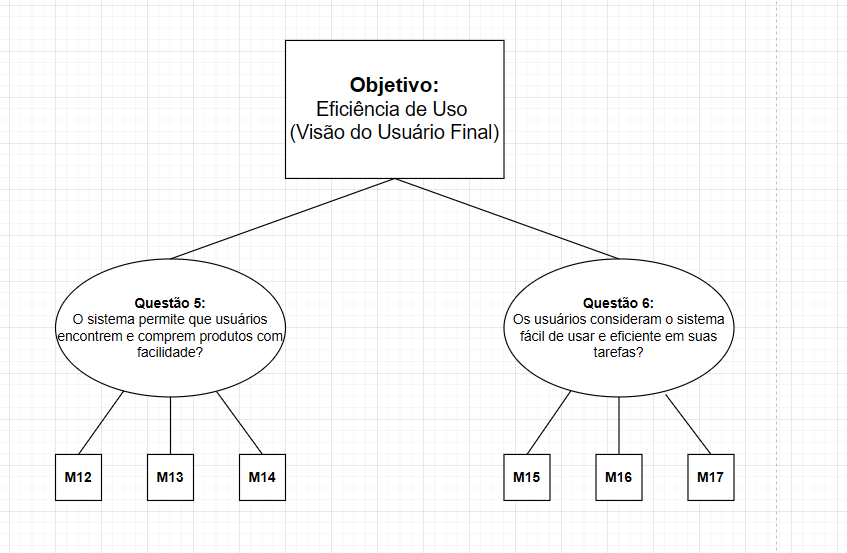 Objetivo:
Eficiência de Uso
(Visão do Usuário Final)
Questão 5:
O sistema permite que usuários
encontrem e comprem produtos com
facilidade?
Questão 6:
Os usuários consideram o sistema
fácil de usar e eficiente em suas
tarefas?
M12
M13
M14
M15
M16
M17